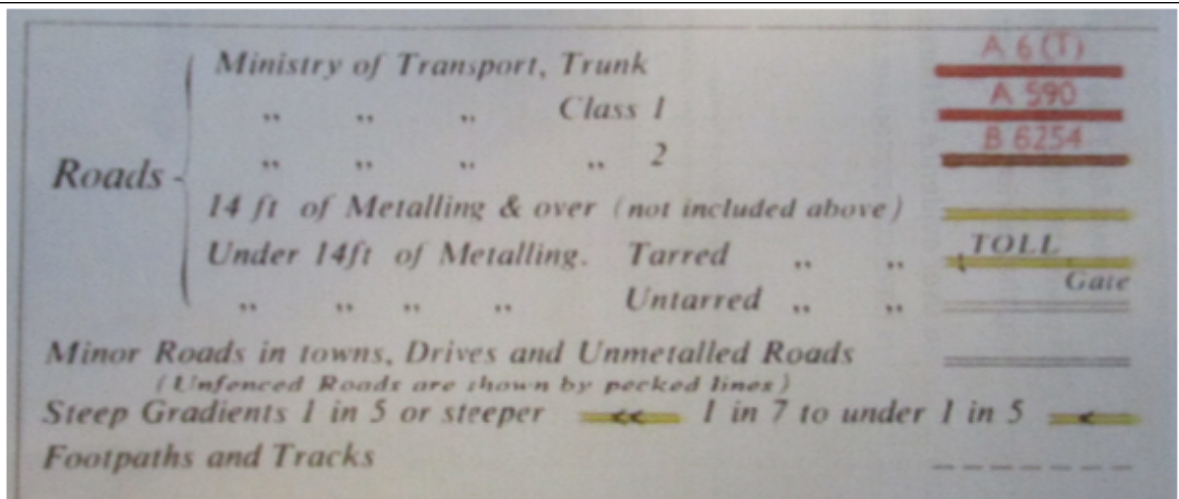 Ministry of Transport, Trunk A 6 (T)
,, ,, ,, Class 1 A 590
,, ,, ,, ,, 2 B 6254
Roads
14 ft of Metalling & over (not included above)
Under 14ft of Metalling. Tarred ,, ,, TOLL
Gate
,, ,, ,, ,, Untarred ,, ,,
Minor Roads in towns, Drives and Unmetalled Roads
(Unfenced Roads are shown by pecked lines)
Steep Gradients 1 in 5 or steeper 1 in 7 to under 1 in 5
Footpaths and Tracks